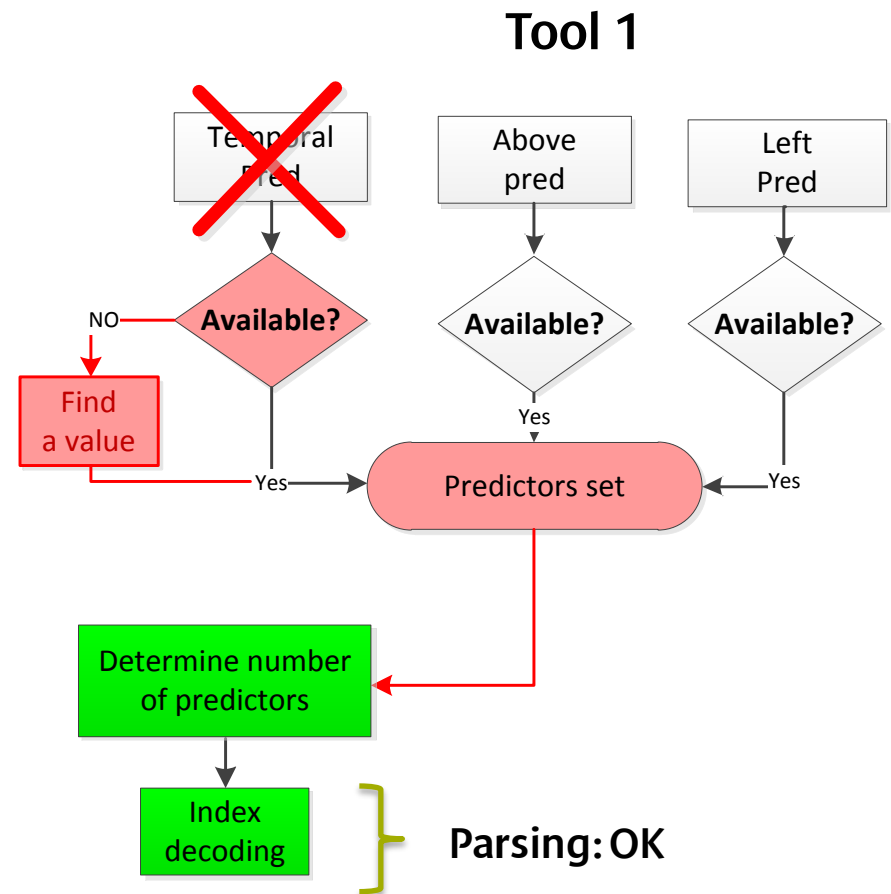 Tool 1
Temporal
Pred
Above
pred
Left
Pred
Available?
Available?
Available?
NO
Find
a value
Yes
Yes
Yes
Predictors set
Determine number
of predictors
Index
decoding
Parsing: OK